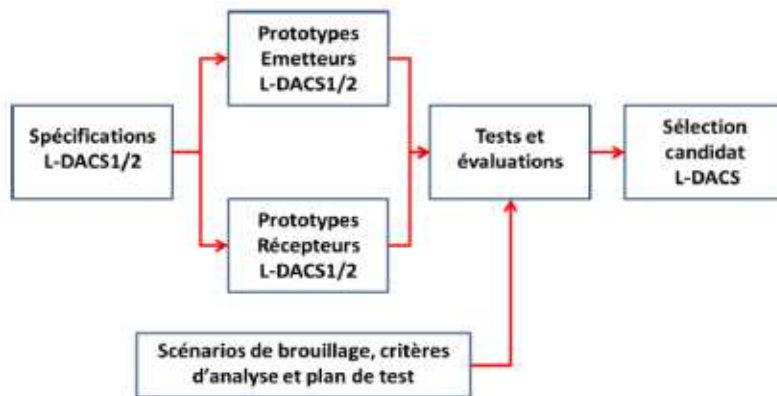 Prototypes
Emetteurs
L-DACS1/2
Spécifications
L-DACS1/2
Tests et
évaluations
Sélection
candidat
L-DACS
Prototypes
Récepteurs
L-DACS1/2
Scénarios de brouillage, critères
d'analyse et plan de test